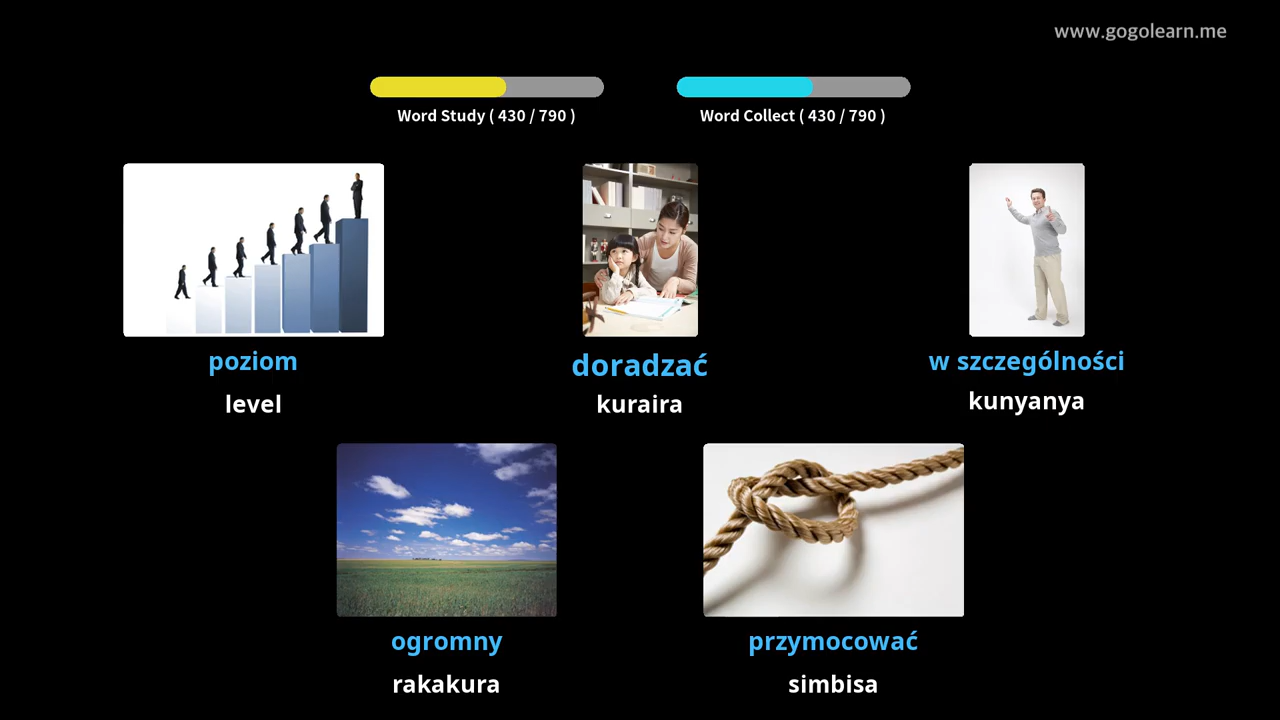 www.gogolearn.me
Word Study ( 430 / 790 )
Word Collect ( 430 / 790 )
poziom
level
doradzać
kuraira
w szczególności
kunyanya
ogromny
rakakura
przymocować
simbisa